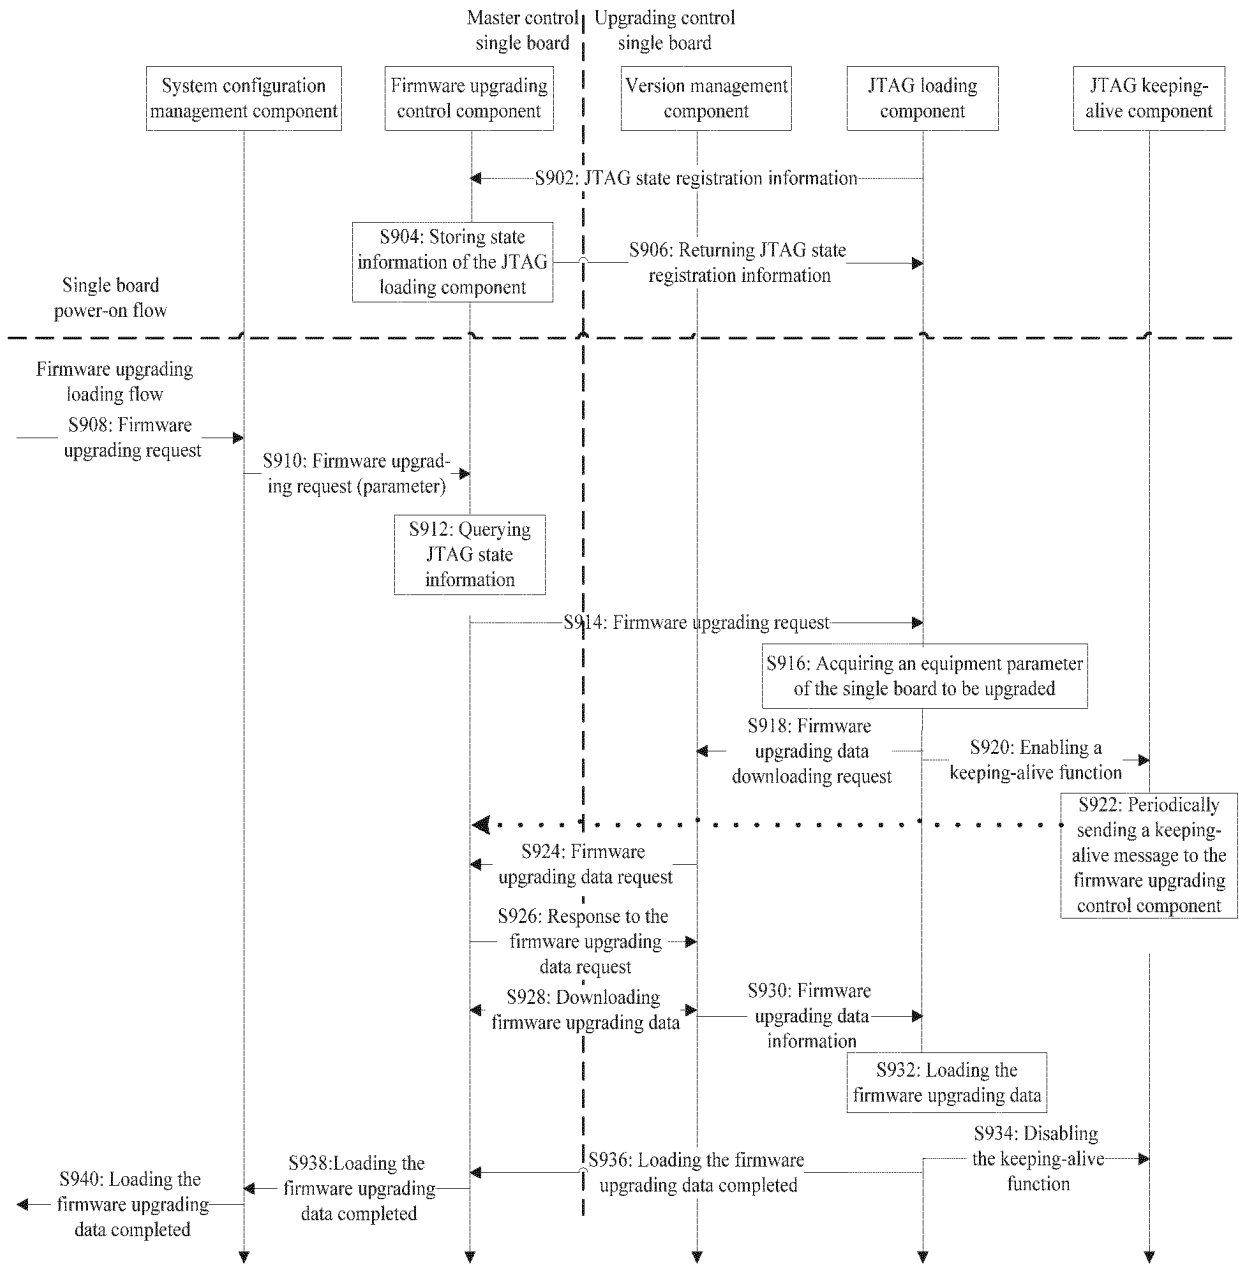 Master control
single board
Upgrading control
single board
System configuration
management component
Firmware upgrading
control component
Version management
component
JTAG loading
component
JTAG keeping-
alive component
S902: JTAG state registration information
S904: Storing state
information of the JTAG
loading component
S906: Returning JTAG state
registration information
Single board
power-on flow
Firmware upgrading
loading flow
S908: Firmware
upgrading request
S910: Firmware upgrad-
ing request (parameter)
S912: Querying
JTAG state
information
S914: Firmware upgrading request
S916: Acquiring an equipment parameter
of the single board to be upgraded
S918: Firmware
upgrading data
downloading request
S920: Enabling a
keeping-alive function
S922: Periodically
sending a keeping-
alive message to the
firmware upgrading
control component
S924: Firmware
upgrading data request
S926: Response to the
firmware upgrading
data request
S928: Downloading
firmware upgrading data
S930: Firmware
upgrading data
information
S932: Loading the
firmware upgrading data
S934: Disabling
the keeping-alive
function
S936: Loading the firmware
upgrading data completed
S938:Loading the
firmware upgrading
data completed
S940: Loading the
firmware upgrading
data completed